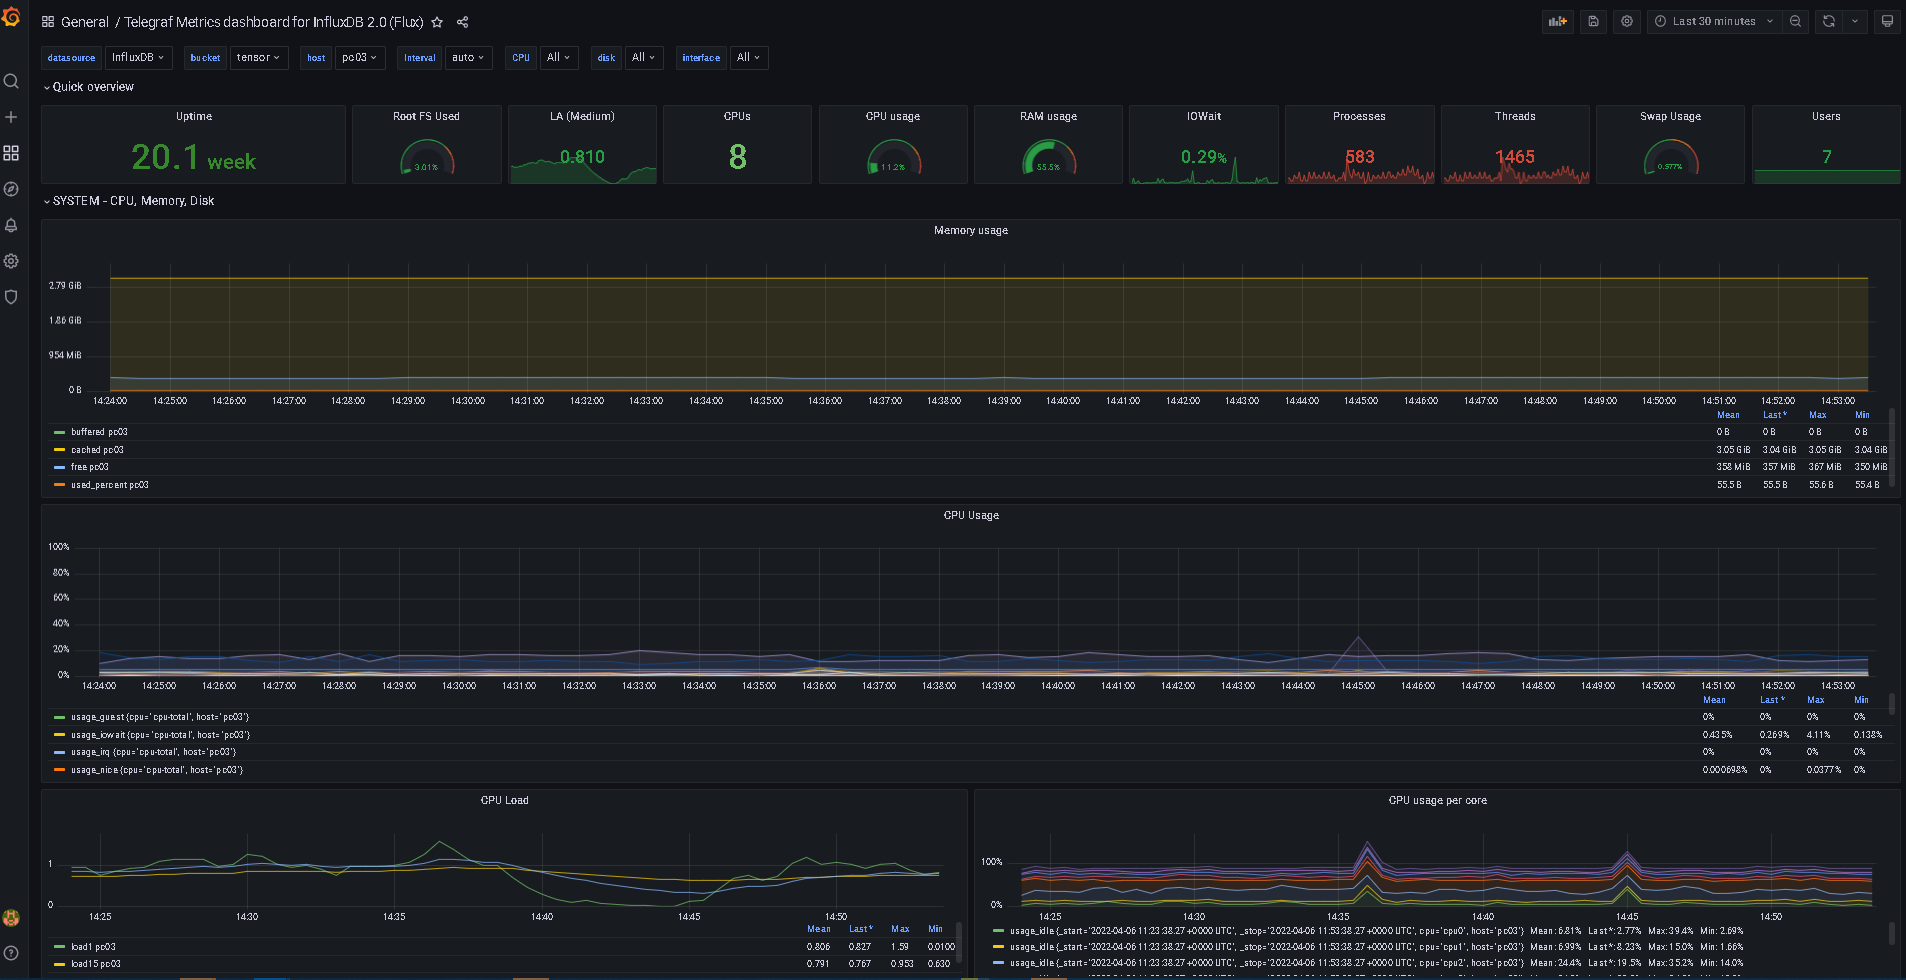 General / Telegraf Metrics dashboard for InfluxDB 2.0 (Flux)
Last 30 minutes
datasource InfluxDB bucket tensor host pc03 Interval auto CPU All disk All interface All
Quick overview
Uptime Root FS Used LA (Medium) CPUs CPU usage RAM usage IOWait Processes Threads Swap Usage Users
20.1 week 3.01% 0.810 8 11.2% 55.5% 0.29% 583 1465 0.577% 7
SYSTEM - CPU, Memory, Disk
Memory usage
2.79 GiB
1.86 GiB
954 MiB
0 B
14:24:00 14:25:00 14:26:00 14:27:00 14:28:00 14:29:00 14:30:00 14:31:00 14:32:00 14:33:00 14:34:00 14:35:00 14:36:00 14:37:00 14:38:00 14:39:00 14:40:00 14:41:00 14:42:00 14:43:00 14:44:00 14:45:00 14:46:00 14:47:00 14:48:00 14:49:00 14:50:00 14:51:00 14:52:00 14:53:00
Mean Last * Max Min
buffered pc03 0 B 0 B 0 B 0 B
cached pc03 3.05 GiB 3.04 GiB 3.05 GiB 3.04 GiB
free pc03 358 MiB 357 MiB 367 MiB 350 MiB
used_percent pc03 55.5 B 55.5 B 55.6 B 55.4 B
CPU Usage
100%
80%
60%
40%
20%
0%
14:24:00 14:25:00 14:26:00 14:27:00 14:28:00 14:29:00 14:30:00 14:31:00 14:32:00 14:33:00 14:34:00 14:35:00 14:36:00 14:37:00 14:38:00 14:39:00 14:40:00 14:41:00 14:42:00 14:43:00 14:44:00 14:45:00 14:46:00 14:47:00 14:48:00 14:49:00 14:50:00 14:51:00 14:52:00 14:53:00
Mean Last * Max Min
usage_guest {cpu='cpu-total', host='pc03'} 0% 0% 0% 0%
usage_iowait {cpu='cpu-total', host='pc03'} 0.435% 0.269% 4.11% 0.138%
usage_irq {cpu='cpu-total', host='pc03'} 0% 0% 0% 0%
usage_nice {cpu='cpu-total', host='pc03'} 0.000698% 0% 0.0377% 0%
CPU Load
1
0
14:25 14:30 14:35 14:40 14:45 14:50
Mean Last * Max Min
load1 pc03 0.806 0.827 1.59 0.0100
load15 pc03 0.791 0.767 0.953 0.630
CPU usage per core
100%
0%
14:25 14:30 14:35 14:40 14:45 14:50
usage_idle {_start='2022-04-06 11:23:38.27 +0000 UTC', _stop='2022-04-06 11:53:38.27 +0000 UTC', cpu='cpu0', host='pc03'} Mean: 6.81% Last *: 2.77% Max: 39.4% Min: 2.69%
usage_idle {_start='2022-04-06 11:23:38.27 +0000 UTC', _stop='2022-04-06 11:53:38.27 +0000 UTC', cpu='cpu1', host='pc03'} Mean: 6.99% Last *: 8.23% Max: 15.0% Min: 1.66%
usage_idle {_start='2022-04-06 11:23:38.27 +0000 UTC', _stop='2022-04-06 11:53:38.27 +0000 UTC', cpu='cpu2', host='pc03'} Mean: 24.4% Last *: 19.5% Max: 35.2% Min: 14.0%